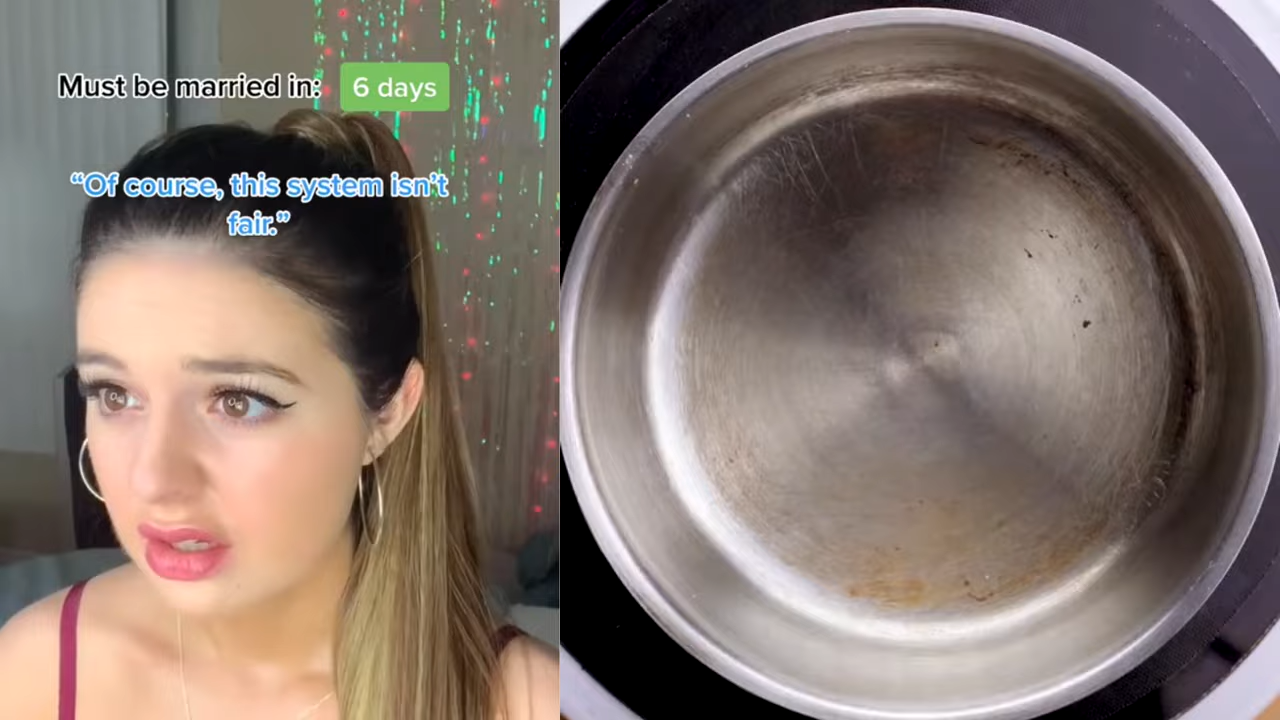 Must be married in: 6 days
“Of course, this system isn’t
fair.”